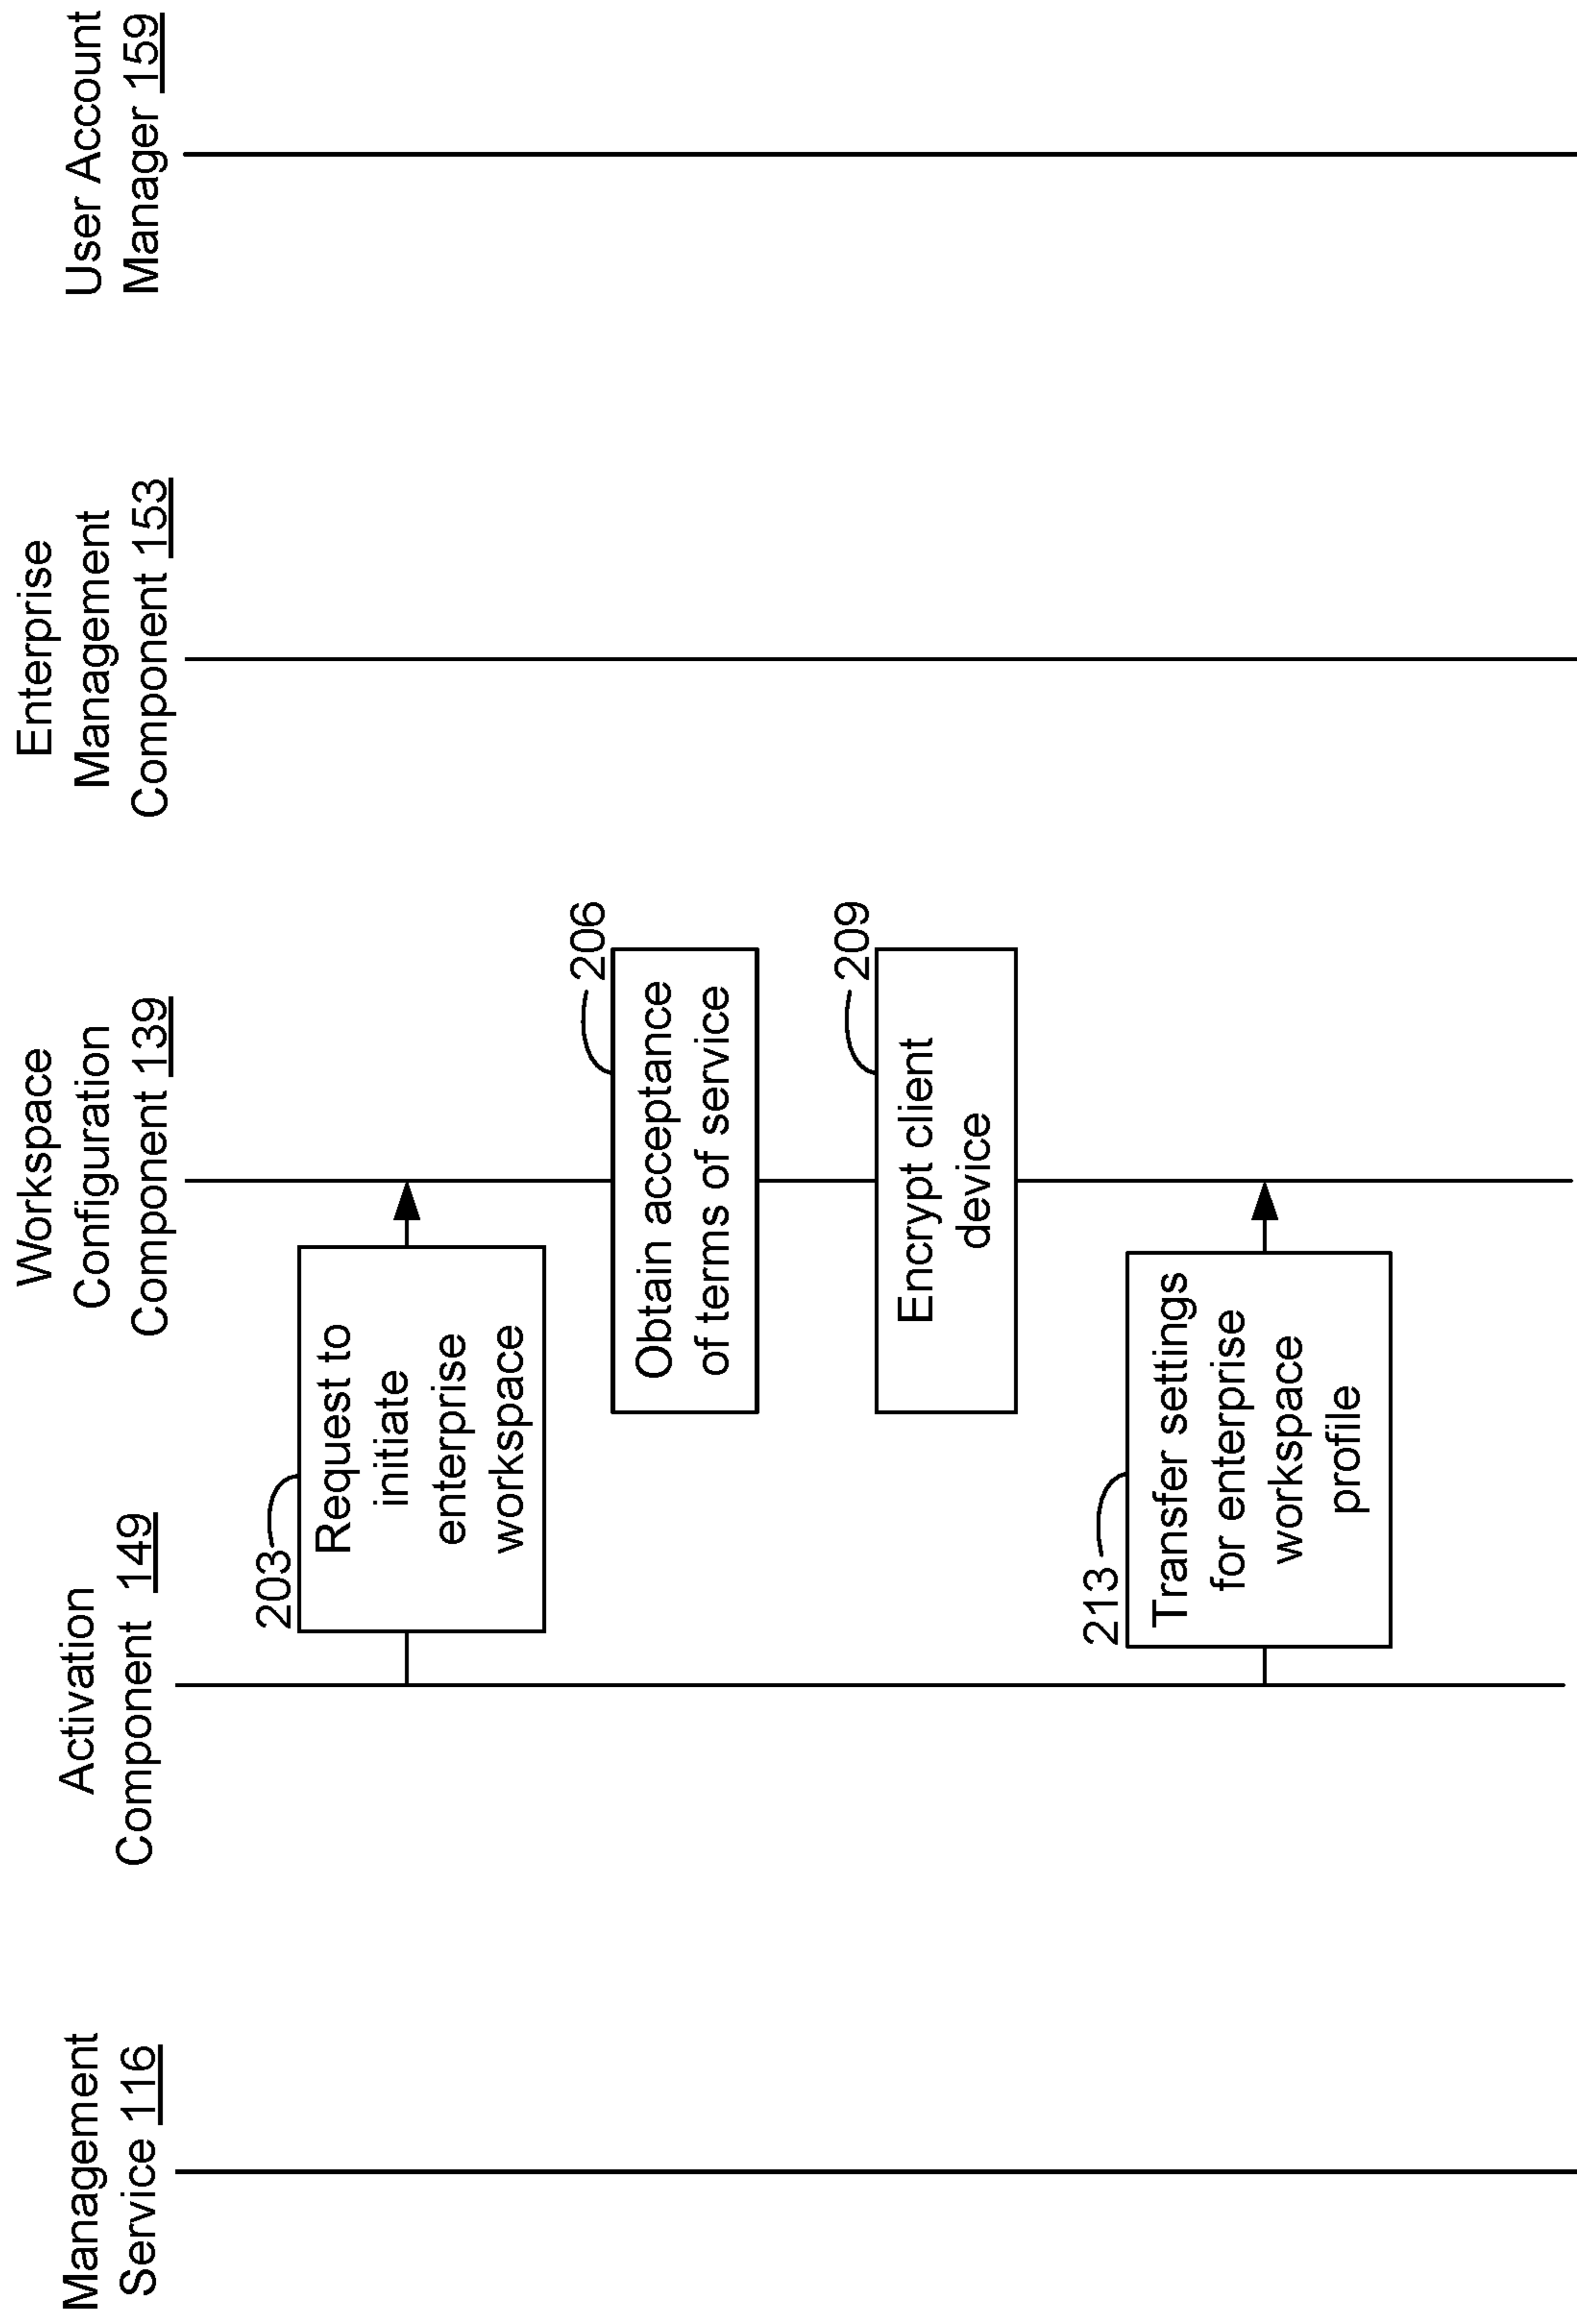 Management
Service 116
Activation
Component 149
Workspace
Configuration
Component 139
Enterprise
Management
Component 153
User Account
Manager 159
203
Request to
initiate
enterprise
workspace
206
Obtain acceptance
of terms of service
209
Encrypt client
device
213
Transfer settings
for enterprise
workspace
profile